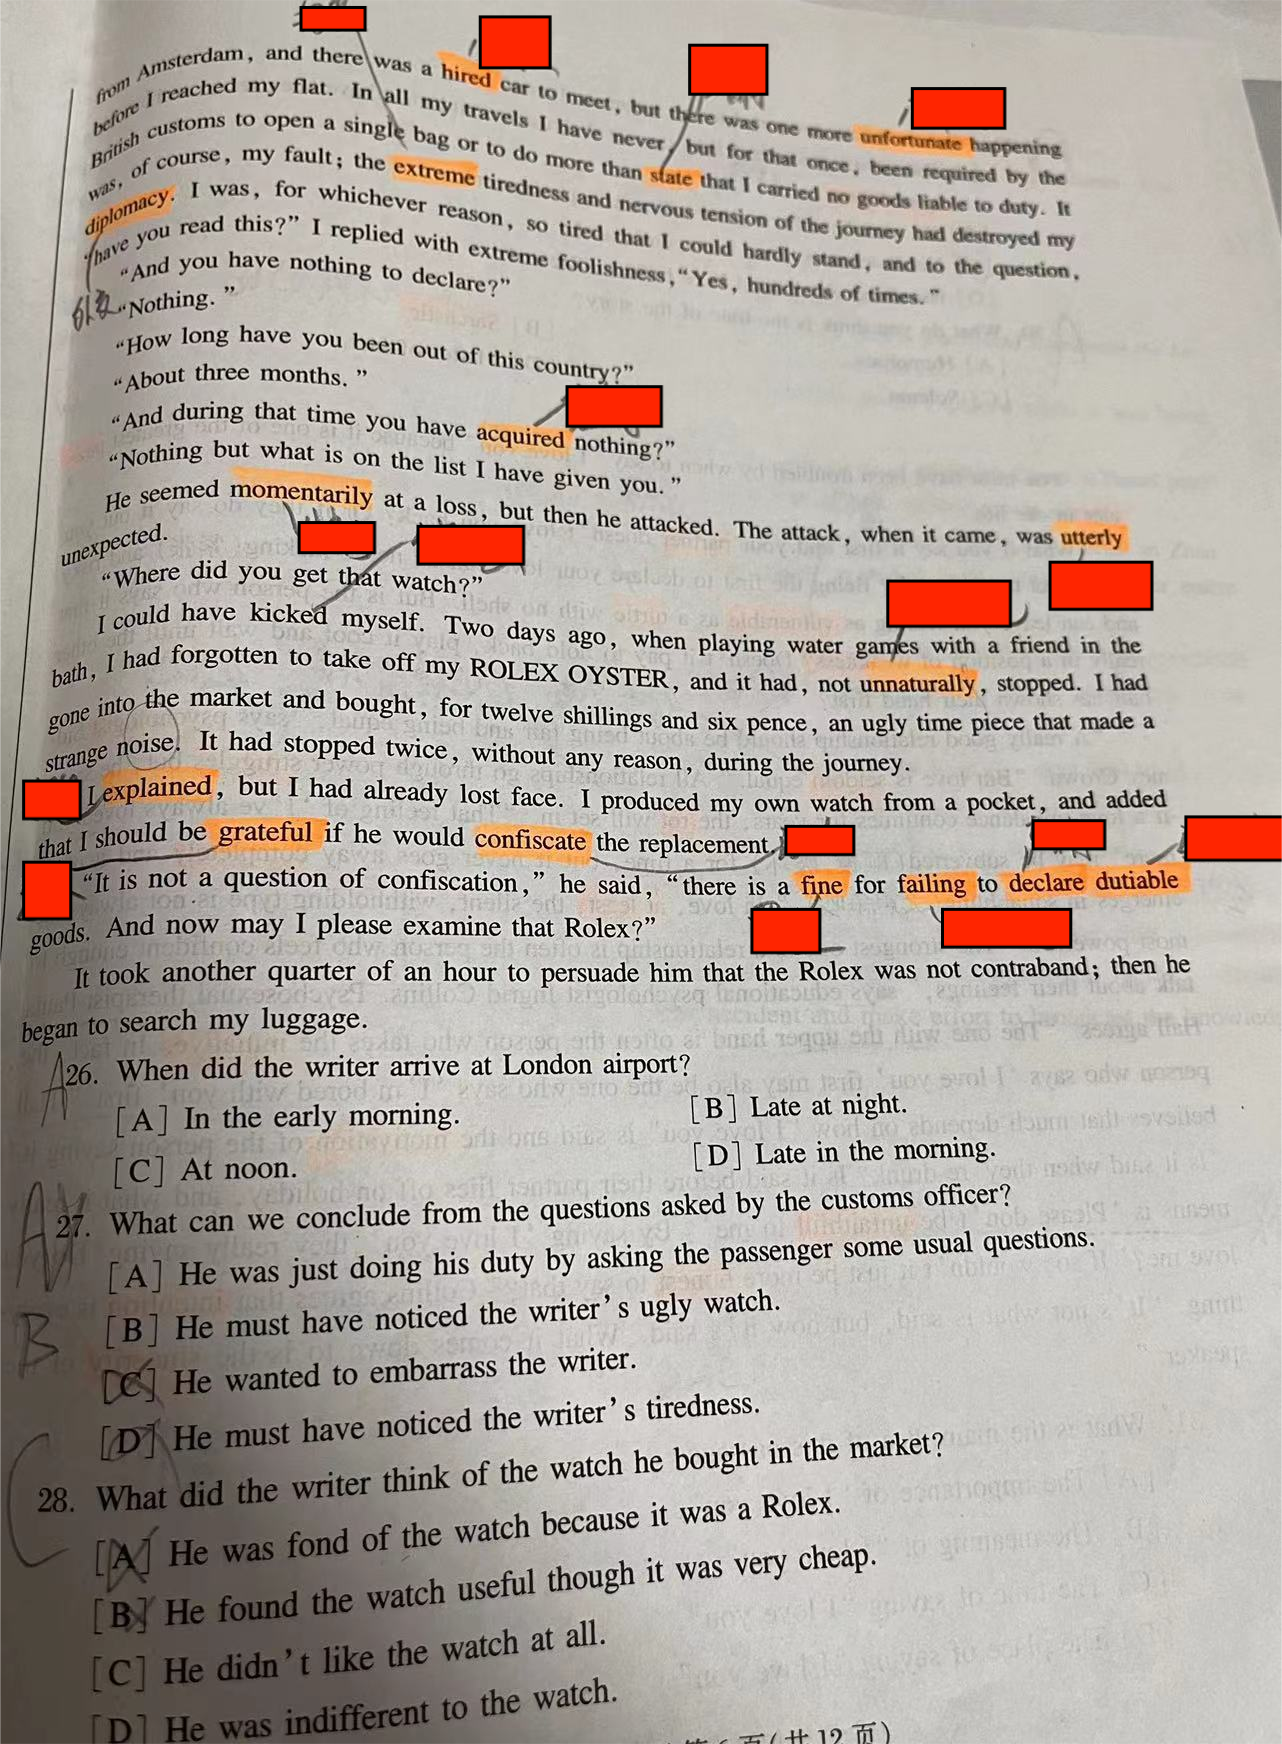 from Amsterdam, and there was a hired car to meet, but there was one more unfortunate happening
before I reached my flat. In all my travels I have never, but for that once, been required by the
British customs to open a single bag or to do more than state that I carried no goods liable to duty. It
was, of course, my fault; the extreme tiredness and nervous tension of the journey had destroyed my
diplomacy. I was, for whichever reason, so tired that I could hardly stand, and to the question,
"have you read this?" I replied with extreme foolishness, "Yes, hundreds of times."
"And you have nothing to declare?"
"Nothing."
"How long have you been out of this country?"
"About three months."
"And during that time you have acquired nothing?"
"Nothing but what is on the list I have given you."
He seemed momentarily at a loss, but then he attacked. The attack, when it came, was utterly
unexpected.
"Where did you get that watch?"
I could have kicked myself. Two days ago, when playing water games with a friend in the
bath, I had forgotten to take off my ROLEX OYSTER, and it had, not unnaturally, stopped. I had
gone into the market and bought, for twelve shillings and six pence, an ugly time piece that made a
strange noise. It had stopped twice, without any reason, during the journey.
I explained, but I had already lost face. I produced my own watch from a pocket, and added
that I should be grateful if he would confiscate the replacement.
"It is not a question of confiscation," he said, "there is a fine for failing to declare dutiable
goods. And now may I please examine that Rolex?"
It took another quarter of an hour to persuade him that the Rolex was not contraband; then he
began to search my luggage.
A 26. When did the writer arrive at London airport?
[A] In the early morning. [B] Late at night.
[C] At noon. [D] Late in the morning.
27. What can we conclude from the questions asked by the customs officer?
[A] He was just doing his duty by asking the passenger some usual questions.
B [B] He must have noticed the writer's ugly watch.
[C] He wanted to embarrass the writer.
[D] He must have noticed the writer's tiredness.
C 28. What did the writer think of the watch he bought in the market?
[A] He was fond of the watch because it was a Rolex.
[B] He found the watch useful though it was very cheap.
[C] He didn't like the watch at all.
[D] He was indifferent to the watch.
页(共12页)